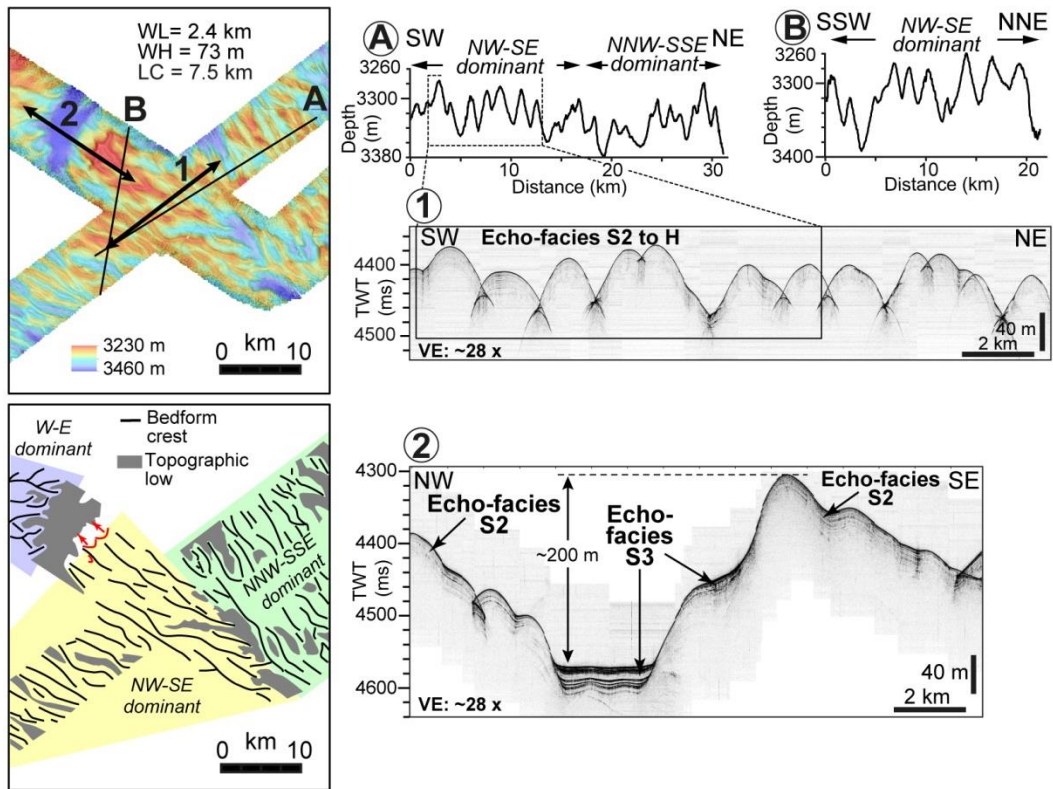 WL= 2.4 km
WH= 73 m
LC = 7.5 km
2
B
A
1
3230 m
3460 m
km
0 10
W-E
dominant
Bedform
crest
Topographic
low
NNW-SSE
dominant
NW-SE
dominant
km
0 10
A
SW
NW-SE
dominant
NNW-SSE
dominant
NE
3260
3300
3380
Depth
(m)
0 10 20 30
Distance (km)
B
SSW
NW-SE
dominant
NNE
3260
3300
3400
Depth
(m)
0 10 20
Distance (km)
1
SW
Echo-facies S2 to H
NE
4400
4500
TWT
(ms)
VE: ~28 x
40 m
2 km
2
NW
SE
4300
4400
4500
4600
TWT
(ms)
Echo-facies
S2
~200 m
Echo-
facies
S3
Echo-facies
S2
VE: ~28 x
40 m
2 km